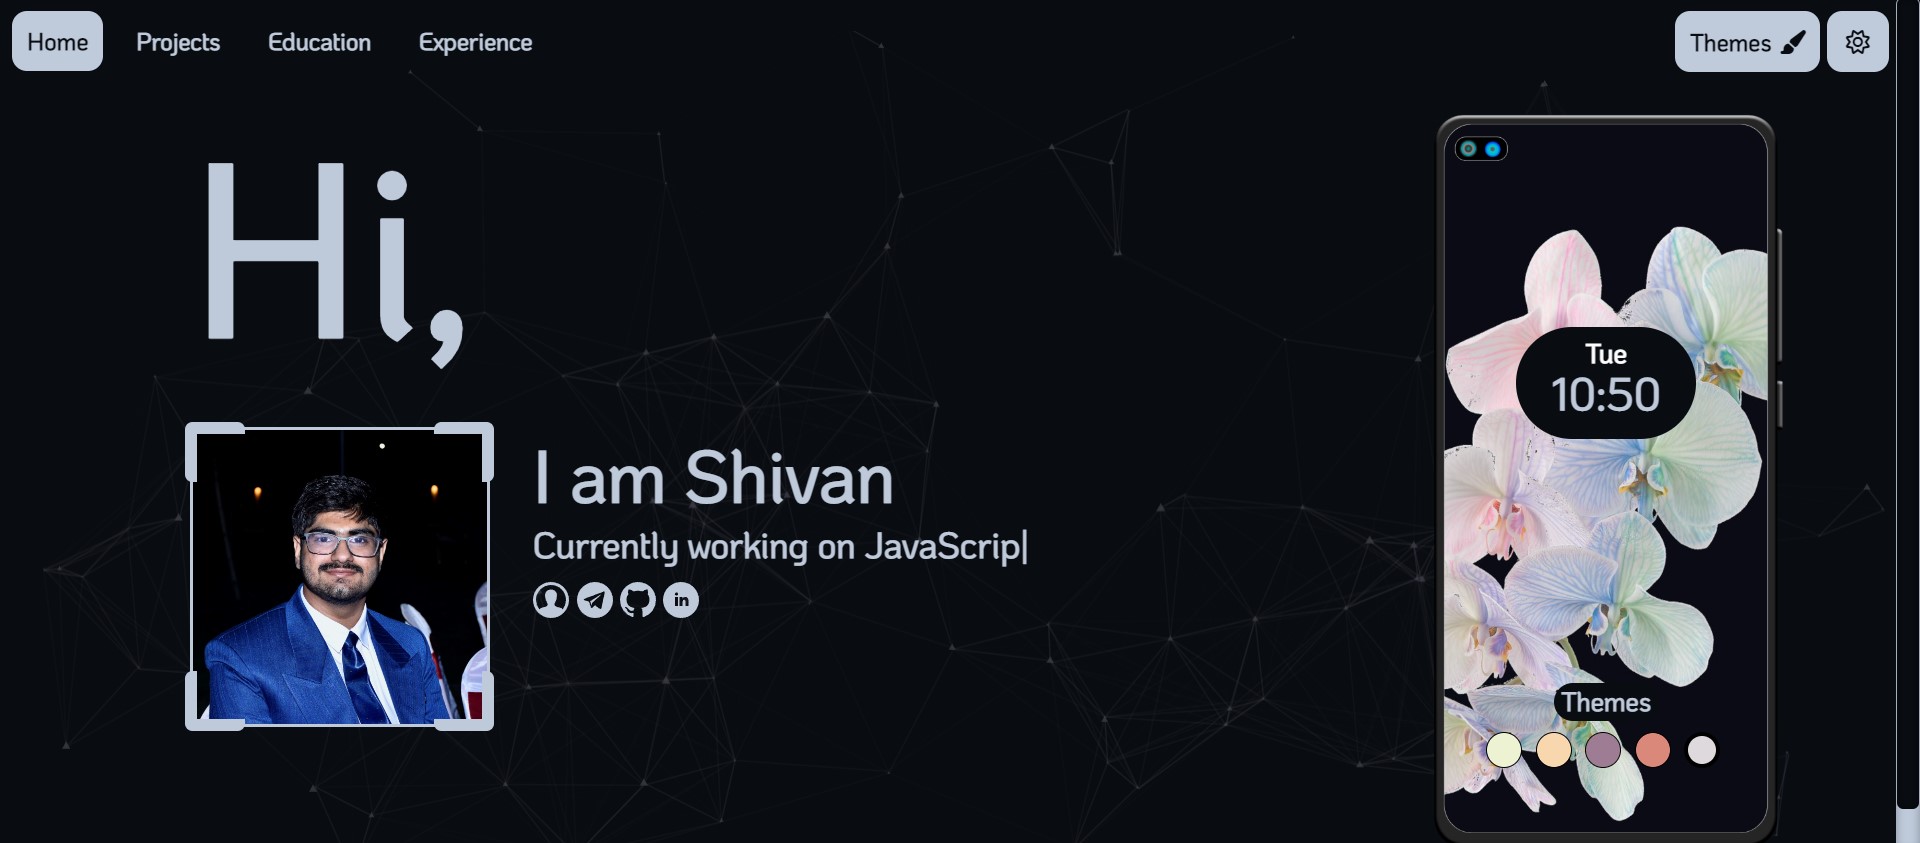 Home
Projects
Education
Experience
Themes
Hi,
I am Shivan
Currently working on JavaScrip|
in
Tue
10:50
Themes